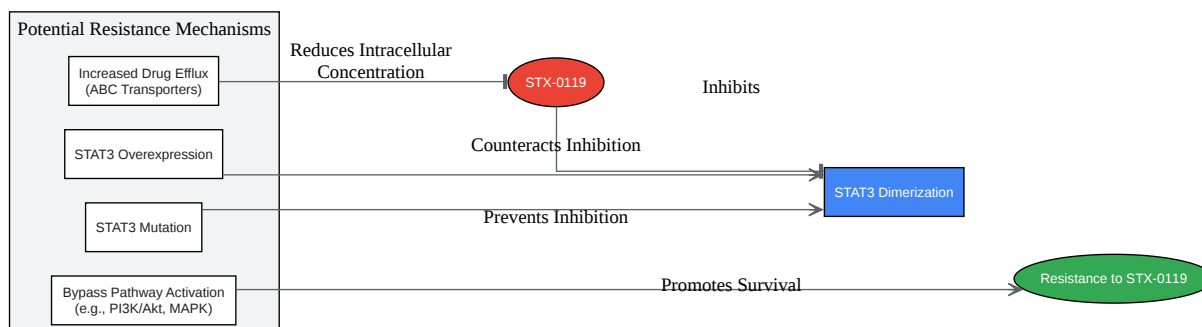 Potential Resistance Mechanisms
Increased Drug Efflux
(ABC Transporters)
Reduces Intracellular
Concentration
STX-0119
Inhibits
STAT3 Overexpression
Counteracts Inhibition
STAT3 Dimerization
STAT3 Mutation
Prevents Inhibition
Bypass Pathway Activation
(e.g., PI3K/Akt, MAPK)
Promotes Survival
Resistance to STX-0119